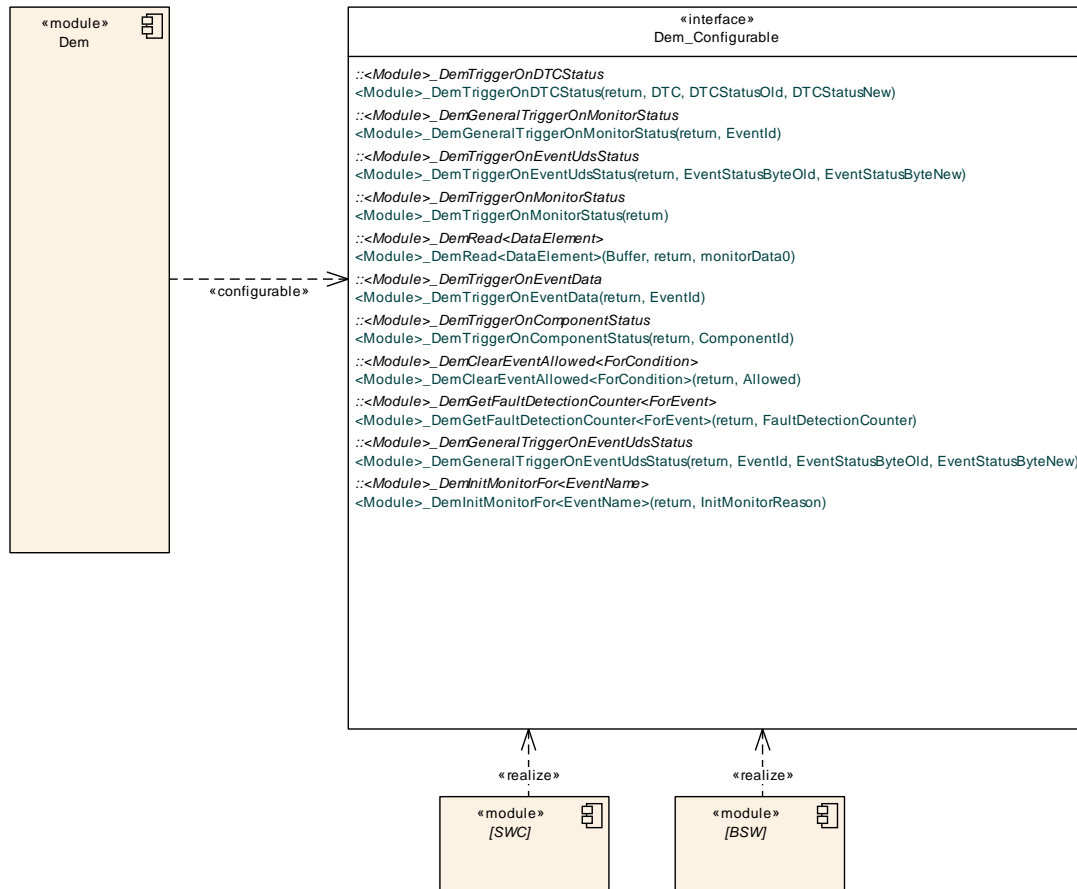 «module»
Dem
«interface»
Dem_Configurable
::<Module>_DemTriggerOnDTCStatus
<Module>_DemTriggerOnDTCStatus(return, DTC, DTCStatusOld, DTCStatusNew)
::<Module>_DemGeneralTriggerOnMonitorStatus
<Module>_DemGeneralTriggerOnMonitorStatus(return, EventId)
::<Module>_DemTriggerOnEventUdsStatus
<Module>_DemTriggerOnEventUdsStatus(return, EventStatusByteOld, EventStatusByteNew)
::<Module>_DemTriggerOnMonitorStatus
<Module>_DemTriggerOnMonitorStatus(return)
::<Module>_DemRead<DataElement>
<Module>_DemRead<DataElement>(Buffer, return, monitorData0)
::<Module>_DemTriggerOnEventData
<Module>_DemTriggerOnEventData(return, EventId)
::<Module>_DemTriggerOnComponentStatus
<Module>_DemTriggerOnComponentStatus(return, ComponentId)
::<Module>_DemClearEventAllowed<ForCondition>
<Module>_DemClearEventAllowed<ForCondition>(return, Allowed)
::<Module>_DemGetFaultDetectionCounter<ForEvent>
<Module>_DemGetFaultDetectionCounter<ForEvent>(return, FaultDetectionCounter)
::<Module>_DemGeneralTriggerOnEventUdsStatus
<Module>_DemGeneralTriggerOnEventUdsStatus(return, EventId, EventStatusByteOld, EventStatusByteNew)
::<Module>_DemInitMonitorFor<EventName>
<Module>_DemInitMonitorFor<EventName>(return, InitMonitorReason)
«configurable»
«realize»
«realize»
«module»
[SWC]
«module»
[BSW]